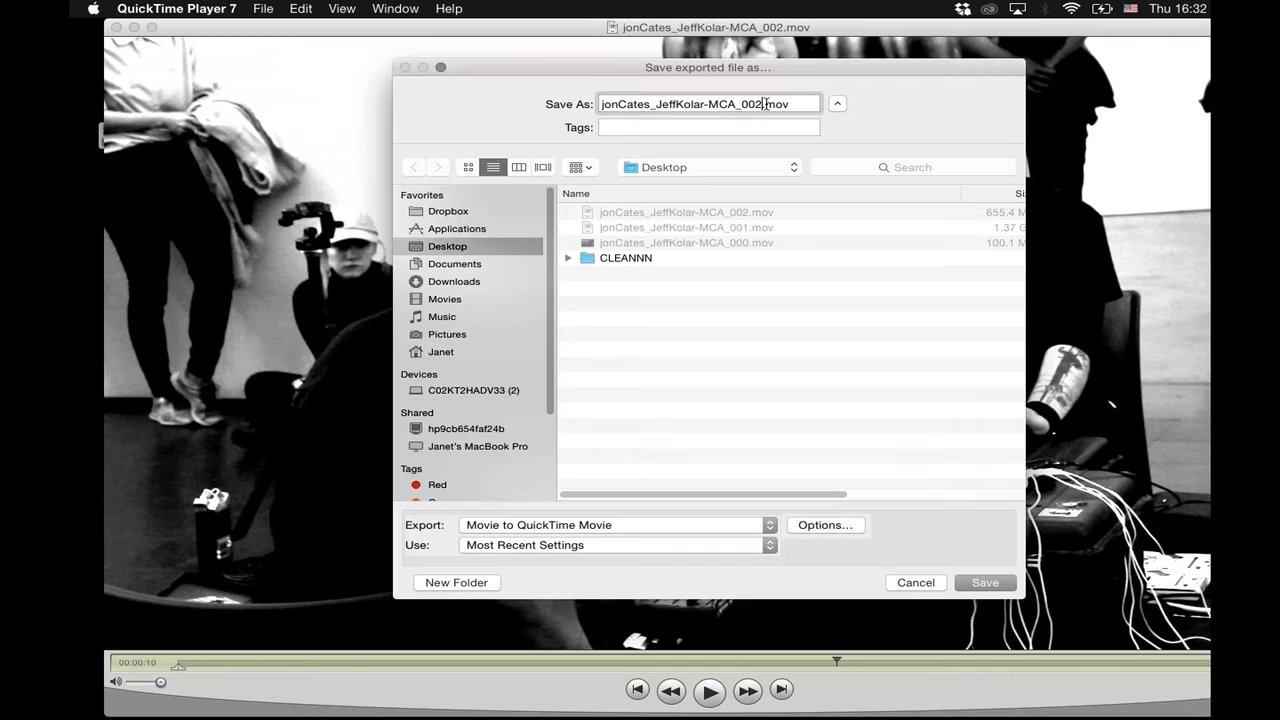 QuickTime Player 7 File Edit View Window Help Thu 16:32
jonCates_JeffKolar-MCA_002.mov
Save exported file as...
Save As: jonCates_JeffKolar-MCA_002.mov
Tags:
Desktop
Search
Favorites
Dropbox
Applications
Desktop
Documents
Downloads
Movies
Music
Pictures
Janet
Devices
C02KT2HADV33 (2)
Shared
hp9cb654faf24b
Janet's MacBook Pro
Tags
Red
Name Si
jonCates_JeffKolar-MCA_002.mov 655.4 M
jonCates_JeffKolar-MCA_001.mov 1.37 G
jonCates_JeffKolar-MCA_000.mov 100.1 M
CLEANNN
Export: Movie to QuickTime Movie Options...
Use: Most Recent Settings
New Folder Cancel Save
00:00:10